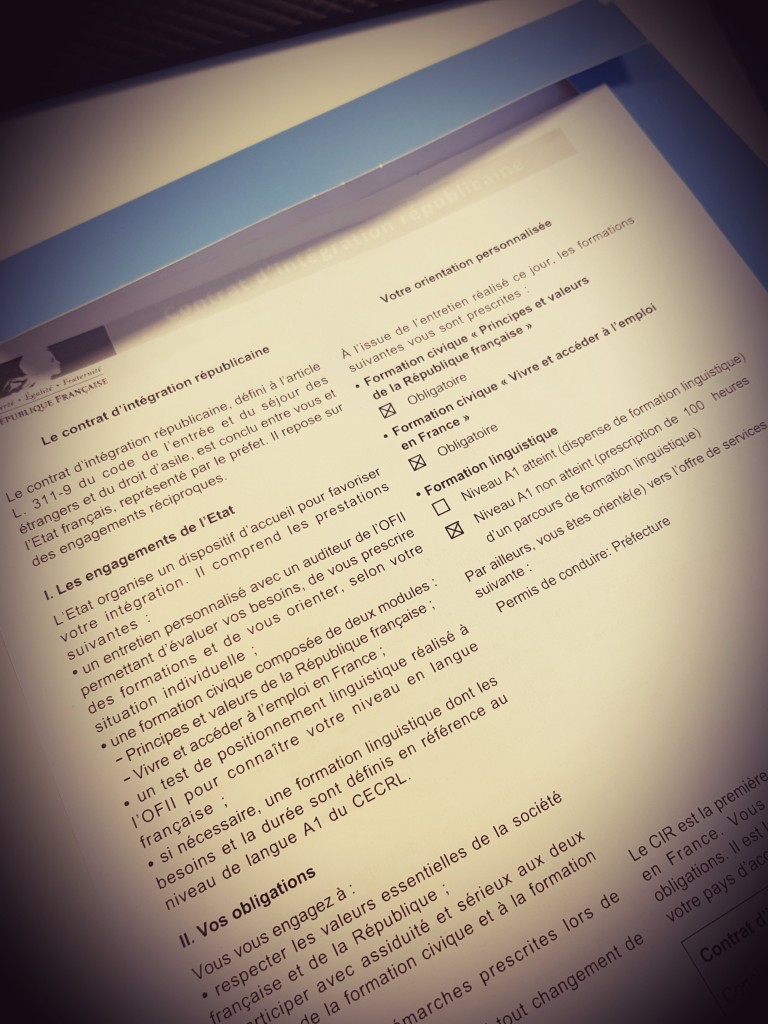 Contrat d'intégration républicaine
Égalité • Fraternité
RÉPUBLIQUE FRANÇAISE
Le contrat d'intégration républicaine
Le contrat d'intégration républicaine, défini à l'article
L. 311-9 du code de l'entrée et du séjour des
étrangers et du droit d'asile, est conclu entre vous et
l'Etat français, représenté par le préfet. Il repose sur
des engagements réciproques.
I. Les engagements de l'Etat
L'Etat organise un dispositif d'accueil pour favoriser
votre intégration. Il comprend les prestations
suivantes :
• un entretien personnalisé avec un auditeur de l'OFII
permettant d'évaluer vos besoins, de vous prescrire
des formations et de vous orienter, selon votre
situation individuelle ;
• une formation civique composée de deux modules :
– Principes et valeurs de la République française ;
– Vivre et accéder à l'emploi en France ;
• un test de positionnement linguistique réalisé à
l'OFII pour connaître votre niveau en langue
française ;
• si nécessaire, une formation linguistique dont les
besoins et la durée sont définis en référence au
niveau de langue A1 du CECRL.
II. Vos obligations
Vous vous engagez à :
• respecter les valeurs essentielles de la société
française et de la République ;
participer avec assiduité et sérieux aux deux
de la formation civique et à la formation
démarches prescrites lors de
tout changement de
Votre orientation personnalisée
À l'issue de l'entretien réalisé ce jour, les formations
suivantes vous sont prescrites :
• Formation civique « Principes et valeurs
de la République française »
☒ Obligatoire
• Formation civique « Vivre et accéder à l'emploi
en France »
☒ Obligatoire
• Formation linguistique
☐ Niveau A1 atteint (dispense de formation linguistique)
☒ Niveau A1 non atteint (prescription de 100 heures
d'un parcours de formation linguistique)
Par ailleurs, vous êtes orienté(e) vers l'offre de services
suivante :
Permis de conduire: Préfecture
Le CIR est la première
en France. Vous
obligations. Il est
votre pays
Contrat